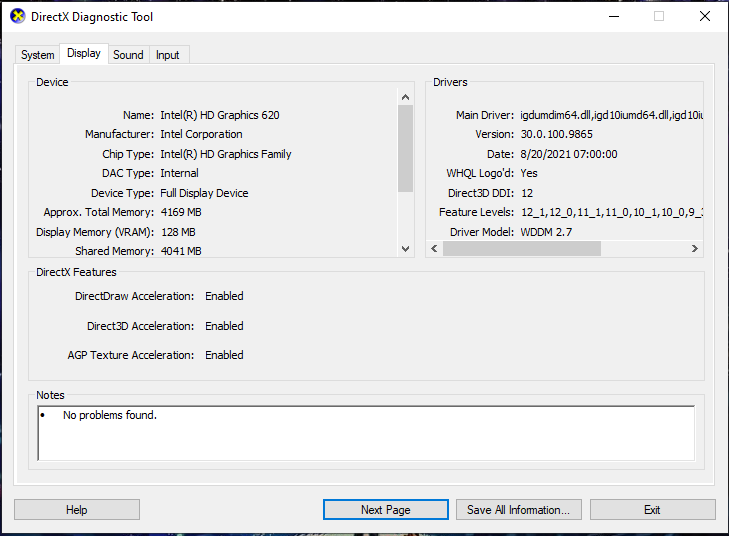 DirectX Diagnostic Tool
System Display Sound Input
Device
Name: Intel(R) HD Graphics 620
Manufacturer: Intel Corporation
Chip Type: Intel(R) HD Graphics Family
DAC Type: Internal
Device Type: Full Display Device
Approx. Total Memory: 4169 MB
Display Memory (VRAM): 128 MB
Shared Memory: 4041 MB
Drivers
Main Driver: igdumdim64.dll,igd10iumd64.dll,igd10iu
Version: 30.0.100.9865
Date: 8/20/2021 07:00:00
WHQL Logo'd: Yes
Direct3D DDI: 12
Feature Levels: 12_1,12_0,11_1,11_0,10_1,10_0,9_3
Driver Model: WDDM 2.7
DirectX Features
DirectDraw Acceleration: Enabled
Direct3D Acceleration: Enabled
AGP Texture Acceleration: Enabled
Notes
• No problems found.
Help Next Page Save All Information... Exit